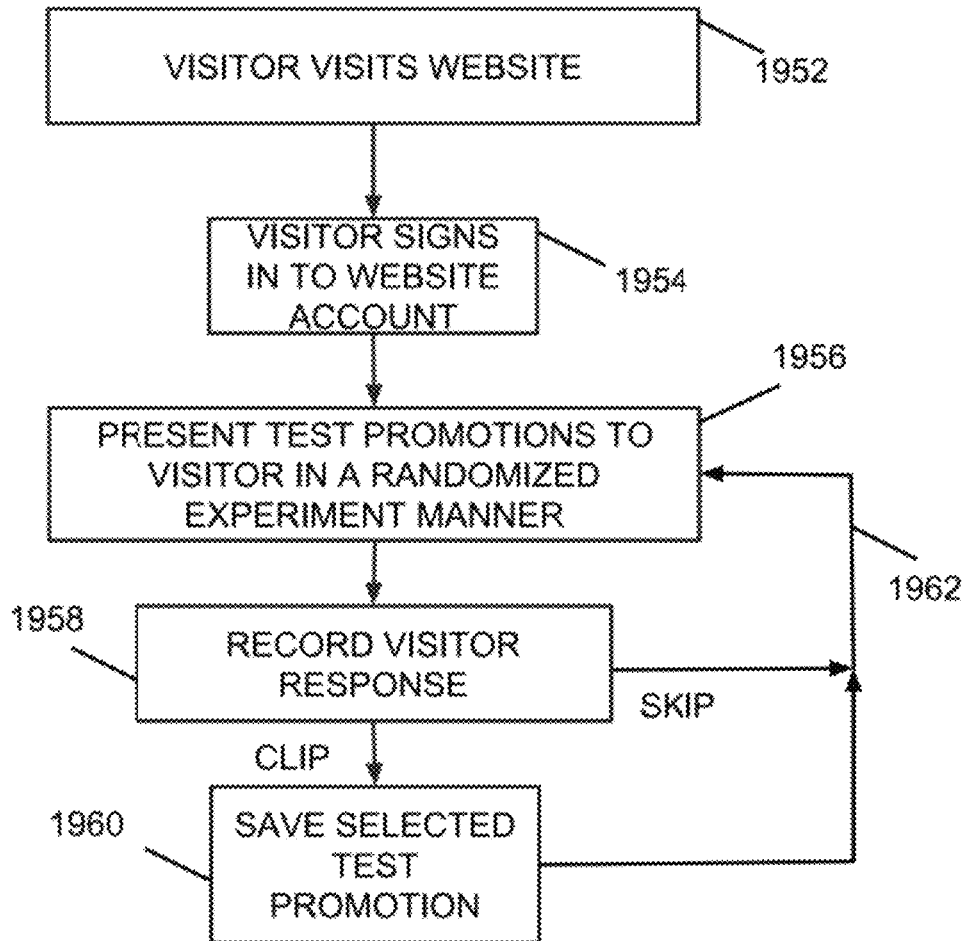 VISITOR VISITS WEBSITE
1952
VISITOR SIGNS
IN TO WEBSITE
ACCOUNT
1954
1956
PRESENT TEST PROMOTIONS TO
VISITOR IN A RANDOMIZED
EXPERIMENT MANNER
1962
1958
RECORD VISITOR
RESPONSE
SKIP
CLIP
1960
SAVE SELECTED
TEST
PROMOTION